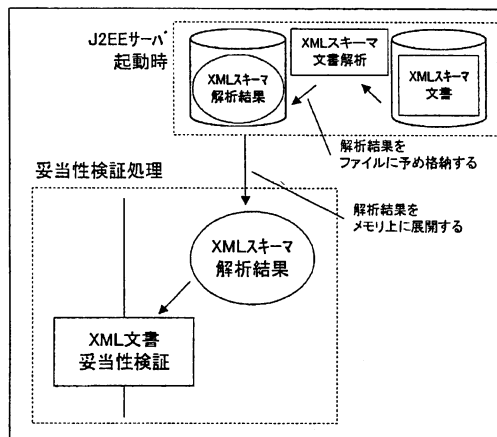 J2EEサーバ
起動時
XMLスキーマ
解析結果
XMLスキーマ
文書解析
XMLスキーマ
文書
解析結果を
ファイルに予め格納する
妥当性検証処理
解析結果を
メモリ上に展開する
XMLスキーマ
解析結果
XML文書
妥当性検証